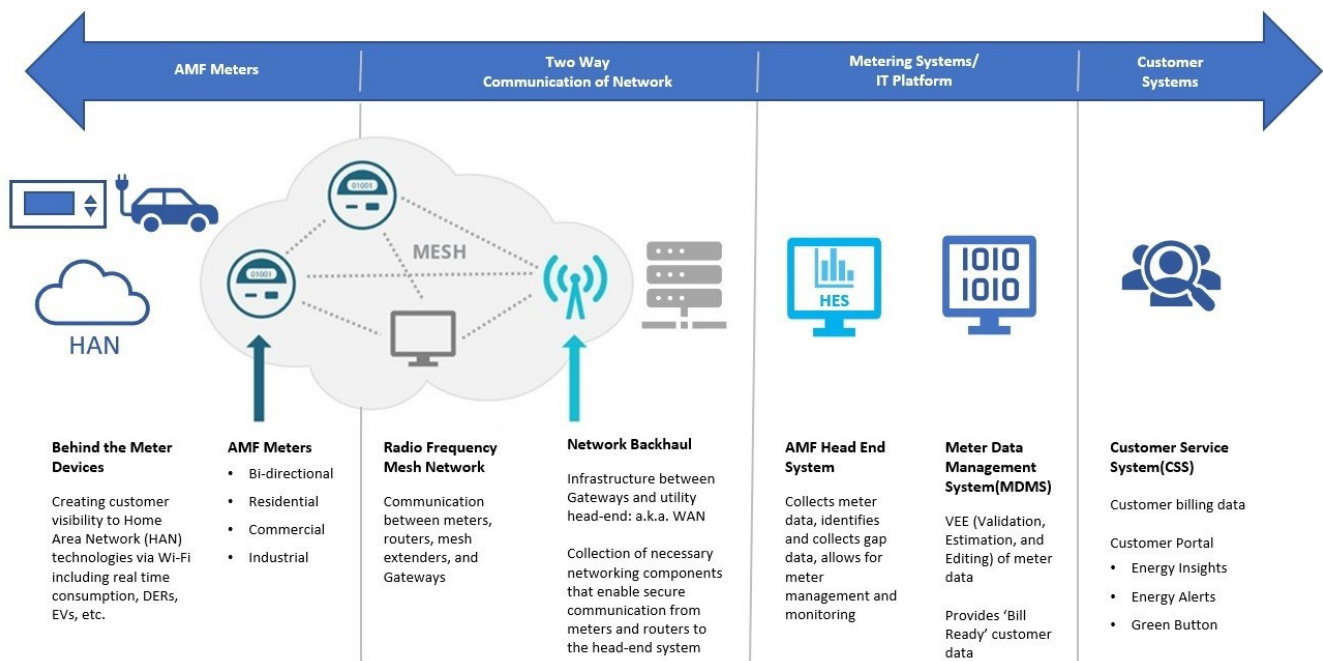 AMF Meters
Two Way
Communication of Network
Metering Systems/
IT Platform
Customer
Systems
01001
MESH
01001
HAN
HES
1010
1010
Behind the Meter
Devices
Creating customer
visibility to Home
Area Network (HAN)
technologies via Wi-Fi
including real time
consumption, DERs,
EVs, etc.
AMF Meters
• Bi-directional
• Residential
• Commercial
• Industrial
Radio Frequency
Mesh Network
Communication
between meters,
routers, mesh
extenders, and
Gateways
Network Backhaul
Infrastructure between
Gateways and utility
head-end: a.k.a. WAN
Collection of necessary
networking components
that enable secure
communication from
meters and routers to
the head-end system
AMF Head End
System
Collects meter
data, identifies
and collects gap
data, allows for
meter
management and
monitoring
Meter Data
Management
System(MDMS)
VEE (Validation,
Estimation, and
Editing) of meter
data
Provides ‘Bill
Ready’ customer
data
Customer Service
System(CSS)
Customer billing data
Customer Portal
• Energy Insights
• Energy Alerts
• Green Button